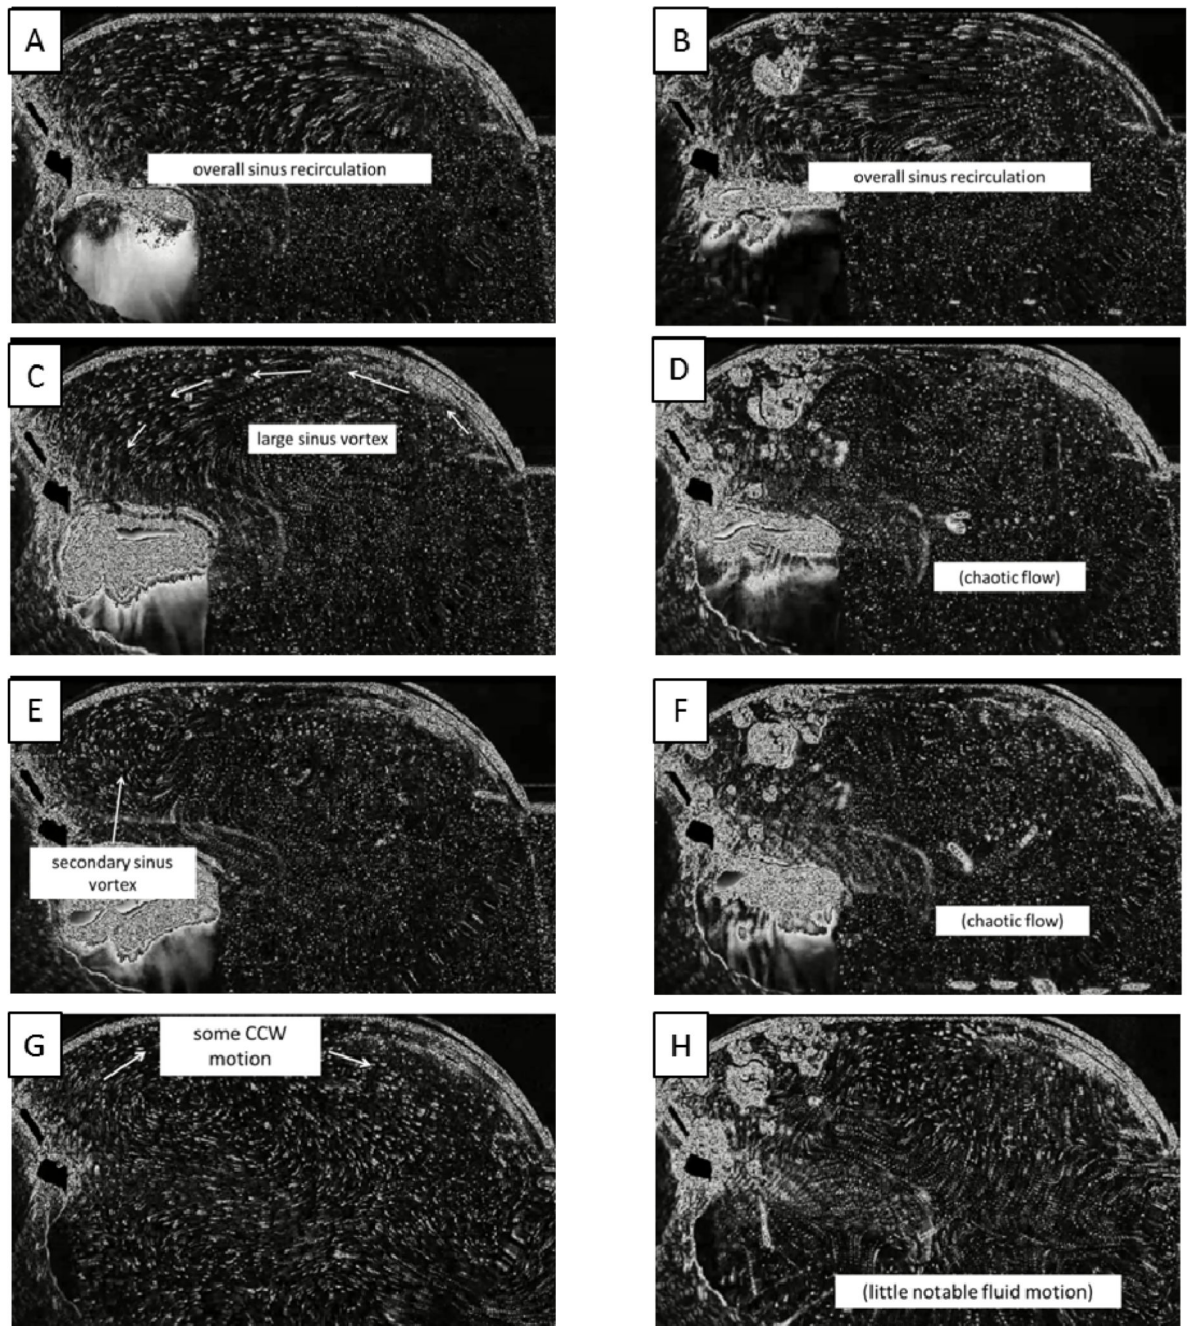 A
overall sinus recirculation
B
overall sinus recirculation
C
large sinus vortex
D
(chaotic flow)
E
secondary sinus
vortex
F
(chaotic flow)
G
some CCW
motion
H
(little notable fluid motion)